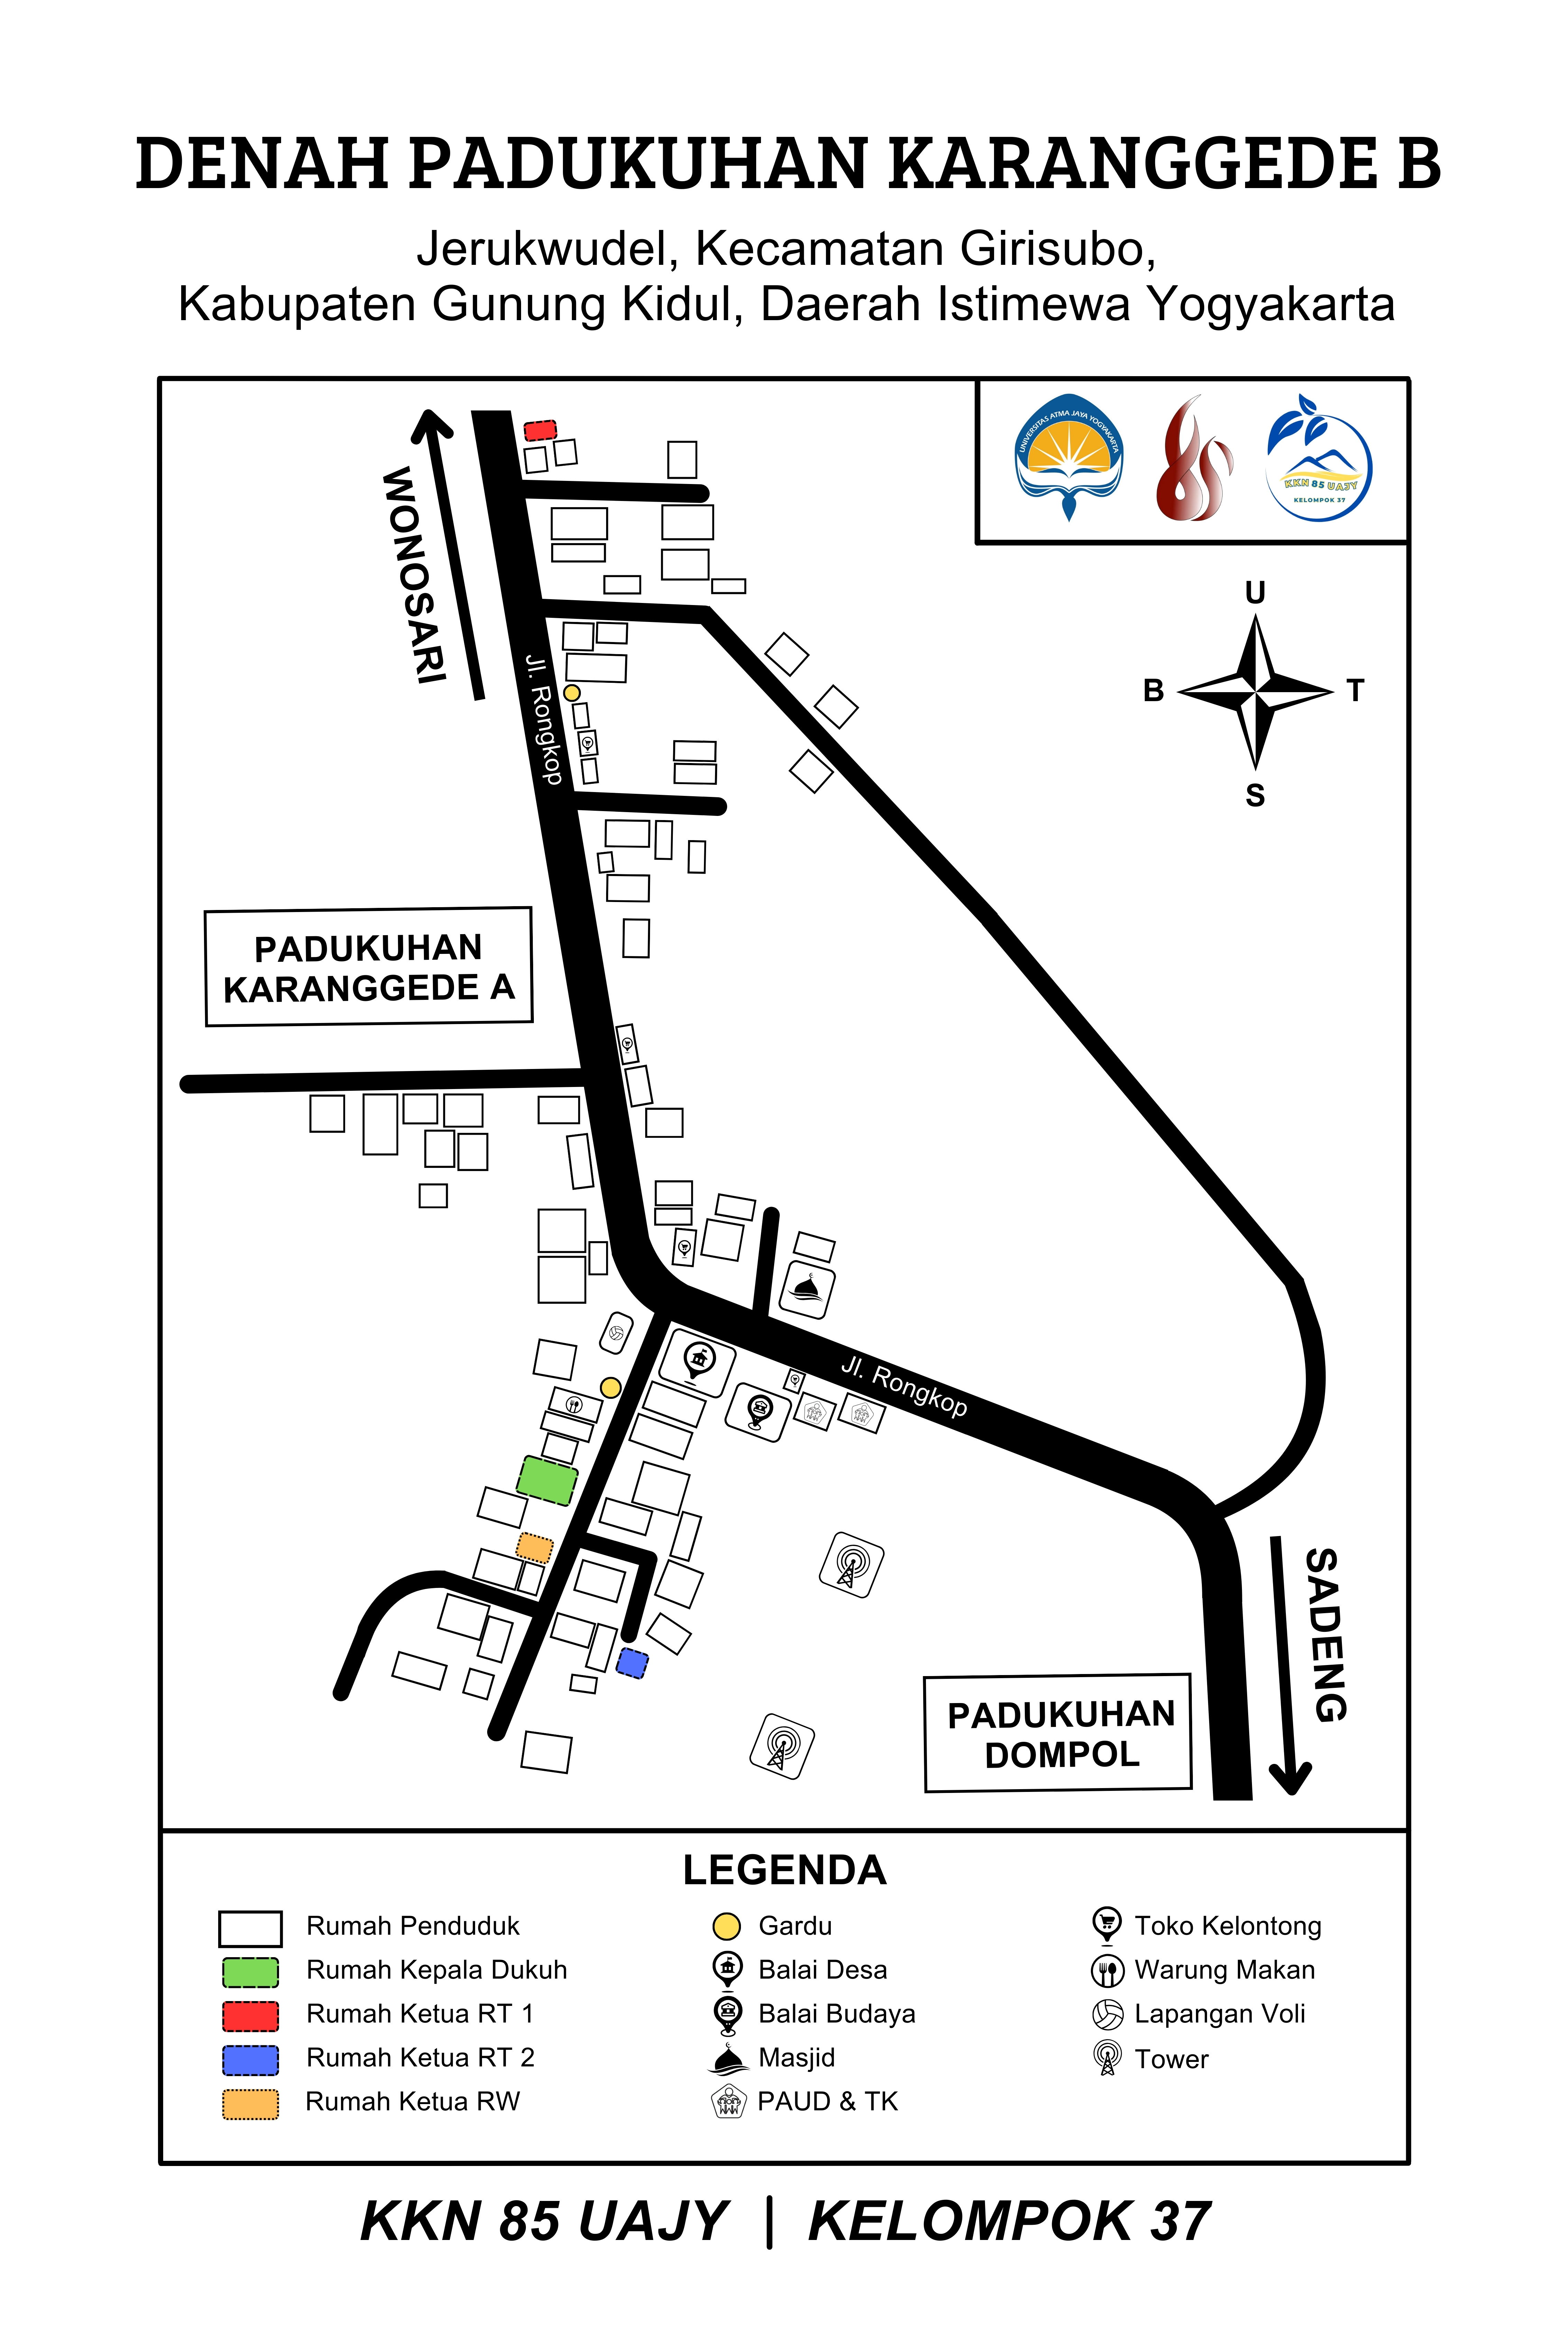 DENAH PADUKUHAN KARANGGEDE B
Jerukwudel, Kecamatan Girisubo,
Kabupaten Gunung Kidul, Daerah Istimewa Yogyakarta
UNIVERSITAS ATMA JAYA YOGYAKARTA
KKN 85 UAJY
KELOMPOK 37
WONOSARI
U
B
T
S
Jl. Rongkop
PADUKUHAN
KARANGGEDE A
Jl. Rongkop
SADENG
PADUKUHAN
DOMPOL
LEGENDA
Rumah Penduduk
Rumah Kepala Dukuh
Rumah Ketua RT 1
Rumah Ketua RT 2
Rumah Ketua RW
Gardu
Balai Desa
Balai Budaya
Masjid
PAUD & TK
Toko Kelontong
Warung Makan
Lapangan Voli
Tower
KKN 85 UAJY | KELOMPOK 37